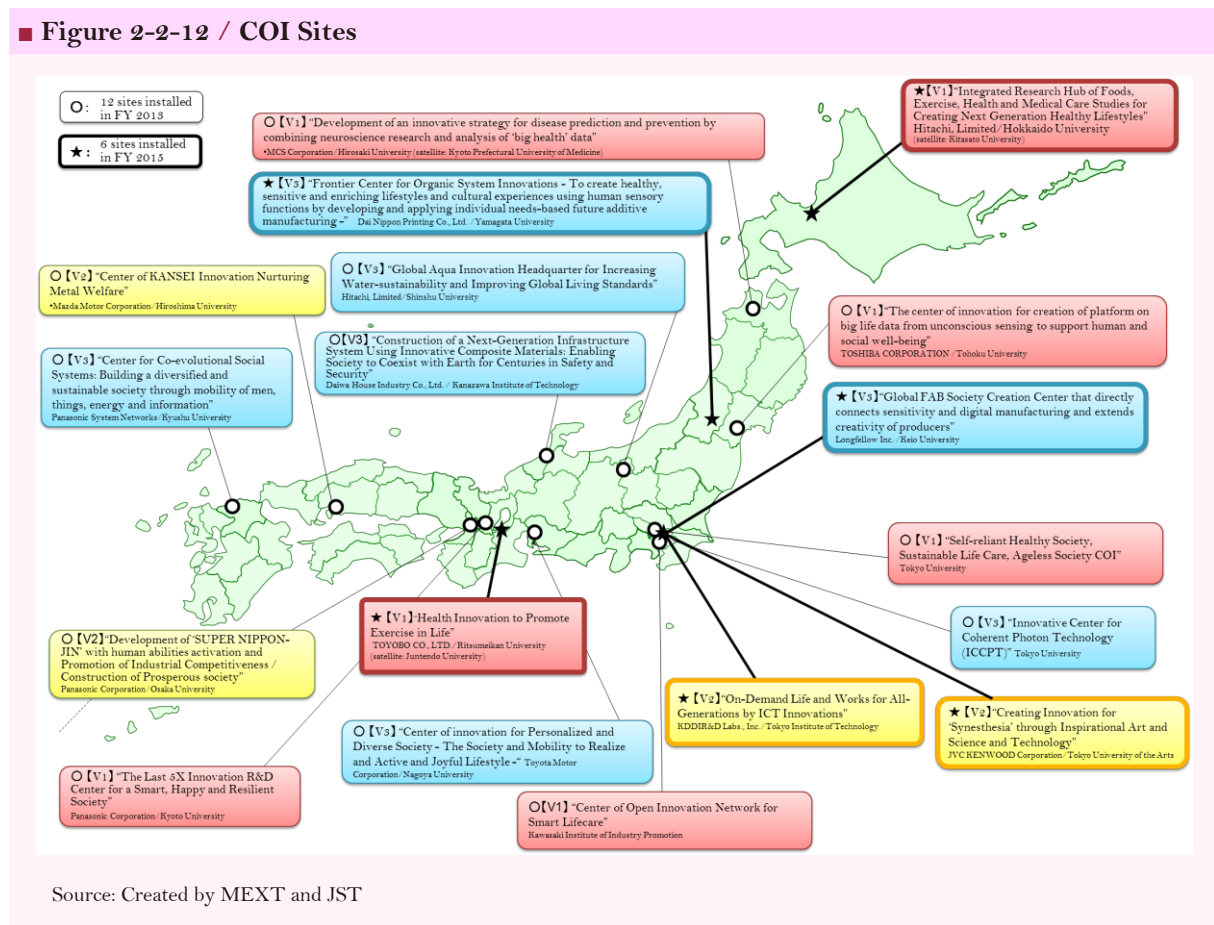 ■ Figure 2-2-12 / COI Sites
○: 12 sites installed
in FY 2013
★: 6 sites installed
in FY 2015
○【V1】“Development of an innovative strategy for disease prediction and prevention by
combining neuroscience research and analysis of ‘big health’ data”
•MCS Corporation/Hirosaki University (satellite: Kyoto Prefectural University of Medicine)
★【V1】“Integrated Research Hub of Foods,
Exercise, Health and Medical Care Studies for
Creating Next Generation Healthy Lifestyles”
Hitachi, Limited/Hokkaido University
(satellite: Kitasato University)
★【V3】“Frontier Center for Organic System Innovations - To create healthy,
sensitive and enriching lifestyles and cultural experiences using human sensory
functions by developing and applying individual needs-based future additive
manufacturing -” Dai Nippon Printing Co., Ltd. /Yamagata University
○【V2】“Center of KANSEI Innovation Nurturing
Metal Welfare”
•Mazda Motor Corporation/Hiroshima University
○【V3】“Global Aqua Innovation Headquarter for Increasing
Water-sustainability and Improving Global Living Standards”
Hitachi, Limited/Shinshu University
○【V1】“The center of innovation for creation of platform on
big life data from unconscious sensing to support human and
social well-being”
TOSHIBA CORPORATION / Tohoku University
○【V3】“Center for Co-evolutional Social
Systems: Building a diversified and
sustainable society through mobility of men,
things, energy and information”
Panasonic System Networks/Kyushu University
○【V3】“Construction of a Next-Generation Infrastructure
System Using Innovative Composite Materials: Enabling
Society to Coexist with Earth for Centuries in Safety and
Security”
Daiwa House Industry Co., Ltd. / Kanazawa Institute of Technology
★【V3】“Global FAB Society Creation Center that directly
connects sensitivity and digital manufacturing and extends
creativity of producers”
Longfellow Inc. /Keio University
○【V1】“Self-reliant Healthy Society,
Sustainable Life Care, Ageless Society COI”
Tokyo University
○【V3】“Innovative Center for
Coherent Photon Technology
(ICCPT)” Tokyo University
○【V2】“Development of ‘SUPER NIPPON-
JIN’ with human abilities activation and
Promotion of Industrial Competitiveness /
Construction of Prosperous society”
Panasonic Corporation/Osaka University
★【V1】“Health Innovation to Promote
Exercise in Life”
TOYOBO CO., LTD./Ritsumeikan University
(satellite: Juntendo University)
★【V2】“On-Demand Life and Works for All-
Generations by ICT Innovations”
KDDIR&D Labs., Inc./Tokyo Institute of Technology
★【V2】“Creating Innovation for
‘Synesthesia’ through Inspirational Art and
Science and Technology”
JVC KENWOOD Corporation/Tokyo University of the Arts
○【V3】“Center of innovation for Personalized and
Diverse Society - The Society and Mobility to Realize
and Active and Joyful Lifestyle -“ Toyota Motor
Corporation/Nagoya University
○【V1】“The Last 5X Innovation R&D
Center for a Smart, Happy and Resilient
Society”
Panasonic Corporation/Kyoto University
○【V1】“Center of Open Innovation Network for
Smart Lifecare”
Kawasaki Institute of Industry Promotion
Source: Created by MEXT and JST